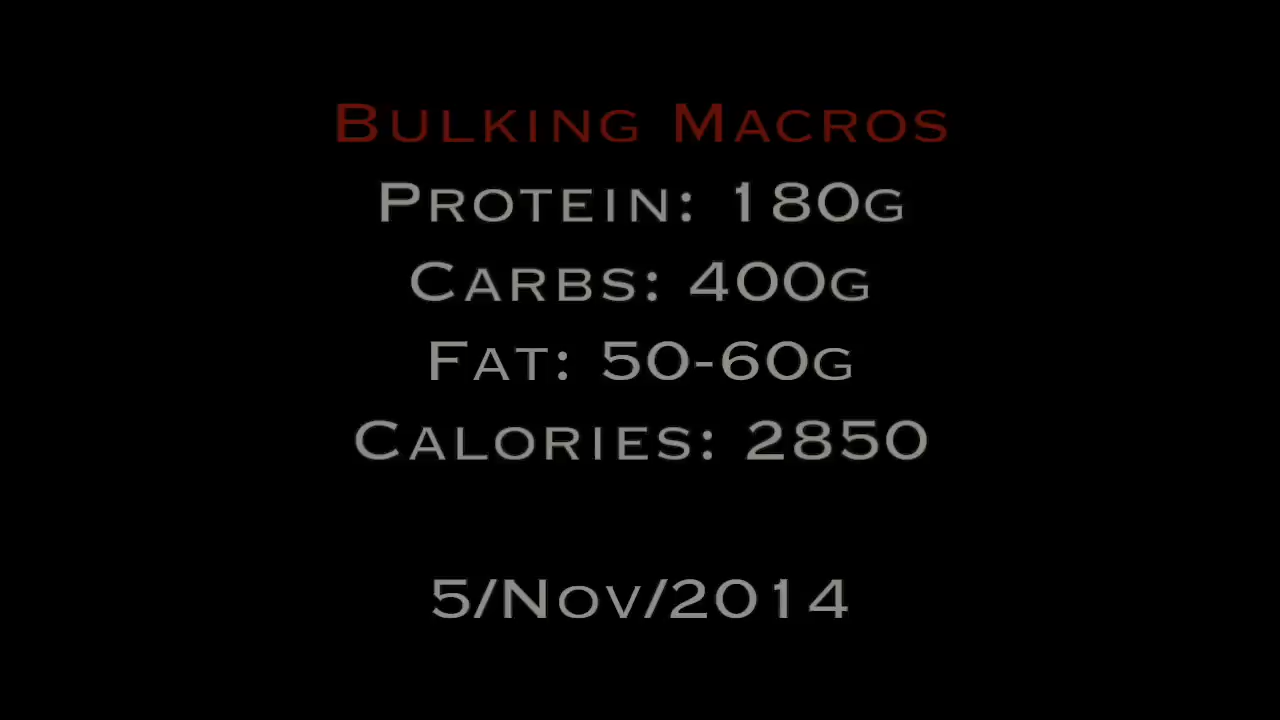 Bulking Macros
Protein: 180g
Carbs: 400g
Fat: 50-60g
Calories: 2850
5/Nov/2014